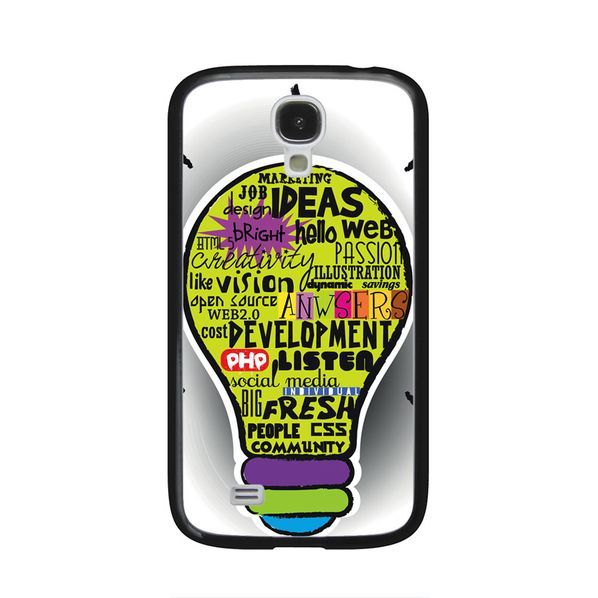 MARKETING
JOB IDEAS
design
bright hello web
HTML5 PASSION
creativity ILLUSTRATION
like vision dynamic savings
open source ANWSERS
WEB2.0
cost DEVELOPMENT
PHP LISTEN
social media
INDIVIDUAL
BIG FRESH
PEOPLE CSS
COMMUNITY